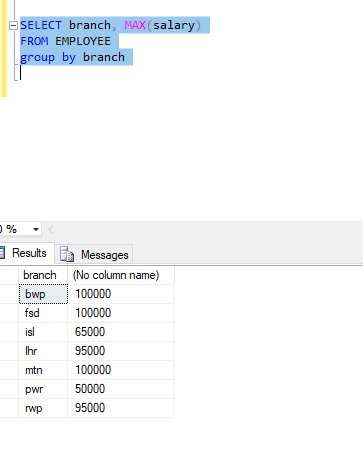 SELECT branch, MAX(salary)
FROM EMPLOYEE
group by branch
0 %
Results Messages
branch (No column name)
bwp 100000
fsd 100000
isl 65000
lhr 95000
mtn 100000
pwr 50000
rwp 95000